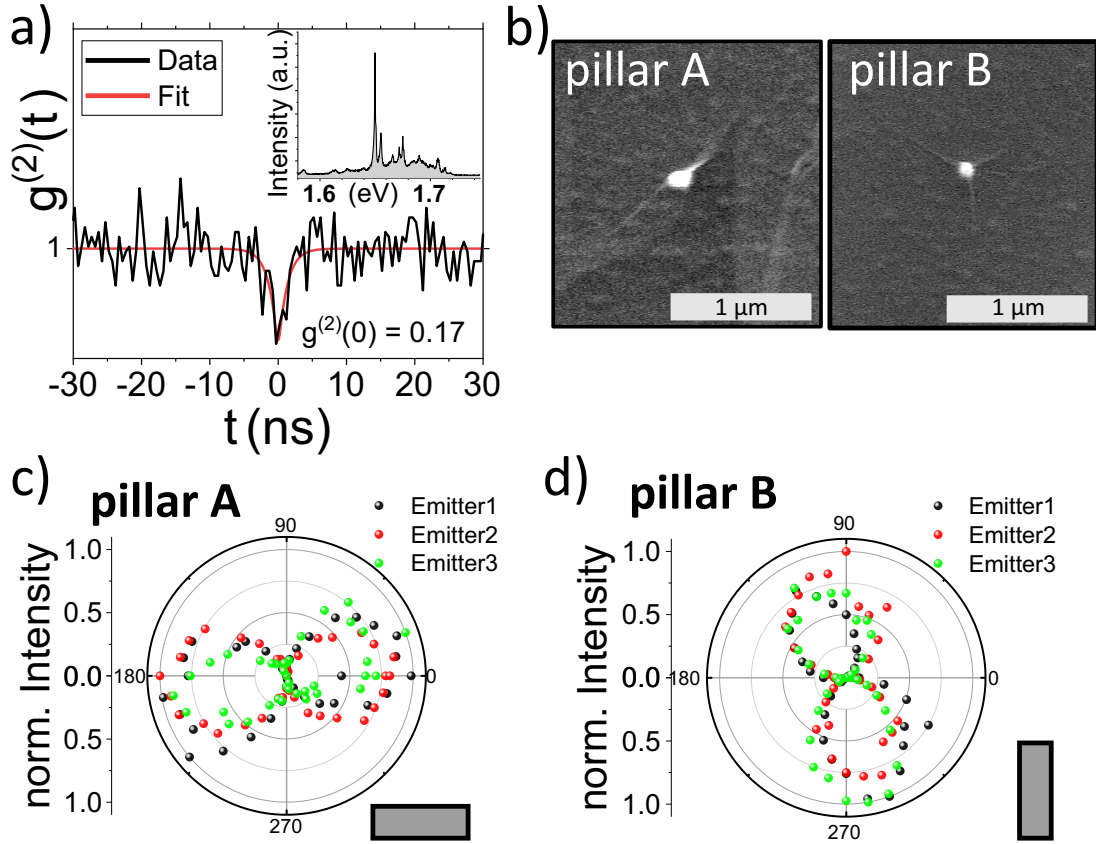 a)
Data
Fit
g(2)(t)
1
Intensity (a.u.)
1.6 (eV) 1.7
g(2)(0) = 0.17
-30 -20 -10 0 10 20 30
t (ns)
b)
pillar A
1 µm
pillar B
1 µm
c)
pillar A
Emitter1
Emitter2
Emitter3
norm. Intensity
1.0
0.5
0.0
0.5
1.0
90
180
0
270
d)
pillar B
Emitter1
Emitter2
Emitter3
norm. Intensity
1.0
0.5
0.0
0.5
1.0
90
180
0
270